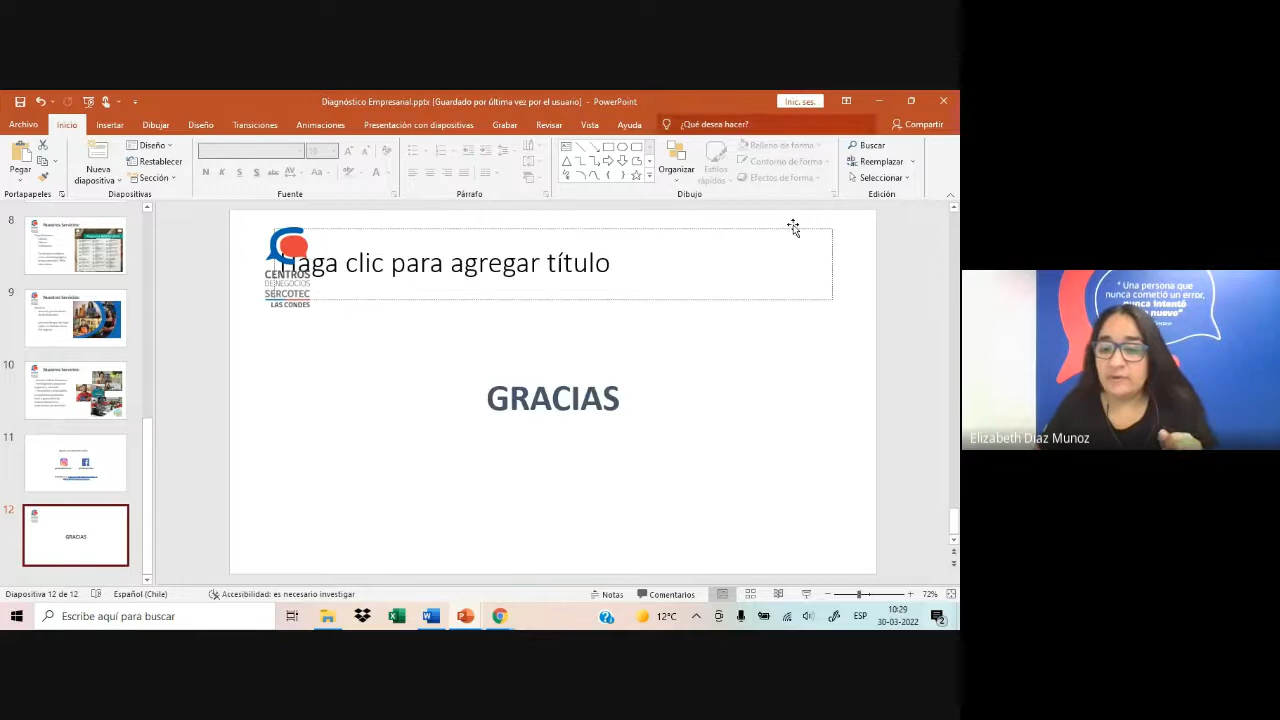 Diagnóstico Empresarial.pptx [Guardado por última vez por el usuario] - PowerPoint
Inic. ses.
Archivo Inicio Insertar Dibujar Diseño Transiciones Animaciones Presentación con diapositivas Grabar Revisar Vista Ayuda ¿Qué desea hacer? Compartir
Pegar
Nueva diapositiva
Diseño
Restablecer
Sección
Organizar
Estilos rápidos
Relleno de forma
Contorno de forma
Efectos de forma
Buscar
Reemplazar
Seleccionar
Portapapeles Diapositivas Fuente Párrafo Dibujo Edición
8
Nuestros Servicios:
9
Nuestros Servicios:
10
Nuestros Servicios:
11
12
GRACIAS
Haga clic para agregar título
CENTROS
DE NEGOCIOS
SERCOTEC
LAS CONDES
GRACIAS
" Una persona que
nunca cometió un error,
nunca intentó
nuevo"
Elizabeth Diaz Munoz
Diapositiva 12 de 12 Español (Chile) Accesibilidad: es necesario investigar Notas Comentarios 72%
Escribe aquí para buscar
12°C
ESP
10:29
30-03-2022
2